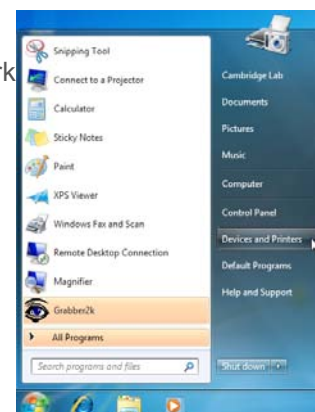 rk
Snipping Tool
Connect to a Projector
Calculator
Sticky Notes
Paint
XPS Viewer
Windows Fax and Scan
Remote Desktop Connection
Magnifier
Grabber2k
All Programs
Search programs and files
Cambridge Lab
Documents
Pictures
Music
Computer
Control Panel
Devices and Printers
Default Programs
Help and Support
Shut down